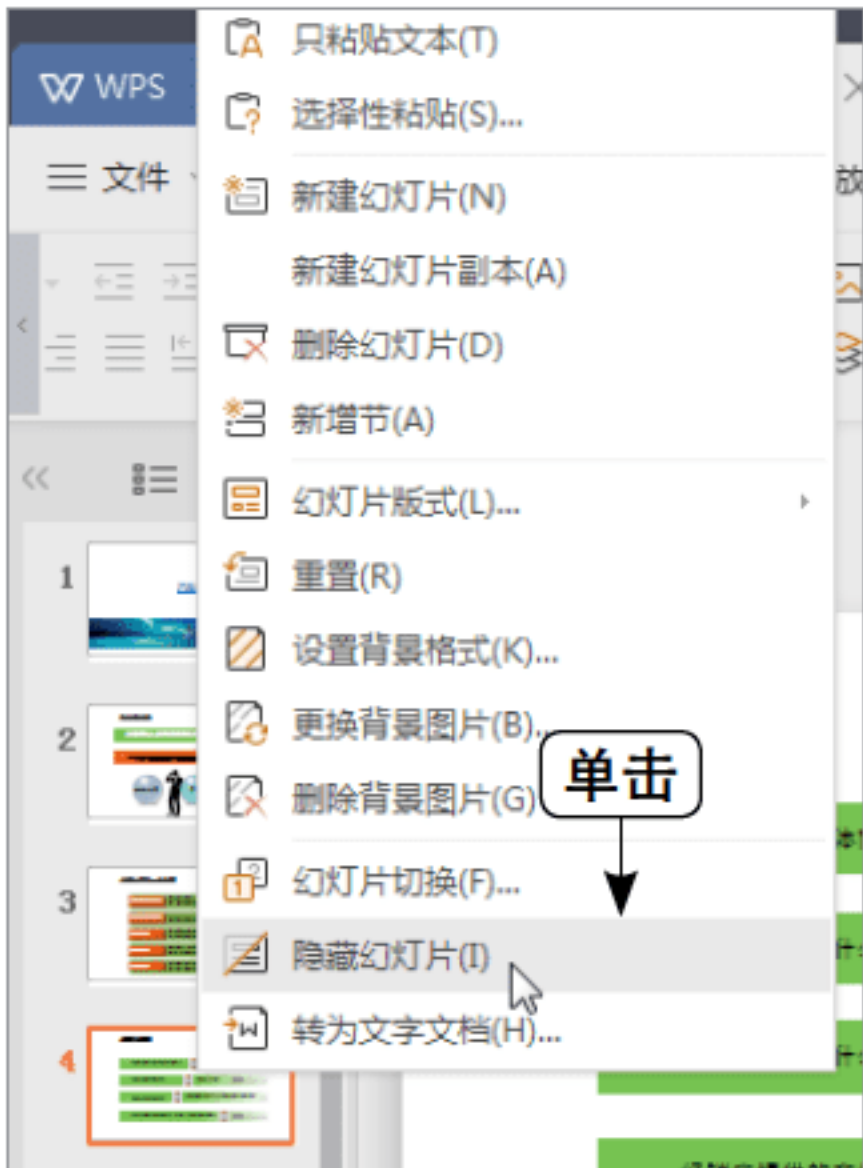 只粘贴文本(T)
WPS
选择性粘贴(S)...
文件
新建幻灯片(N)
放
新建幻灯片副本(A)
删除幻灯片(D)
新增节(A)
幻灯片版式(L)...
1
重置(R)
设置背景格式(K)...
2
更换背景图片(B)...
单击
删除背景图片(G)
幻灯片切换(F)...
3
隐藏幻灯片(I)
转为文字文档(H)...
4